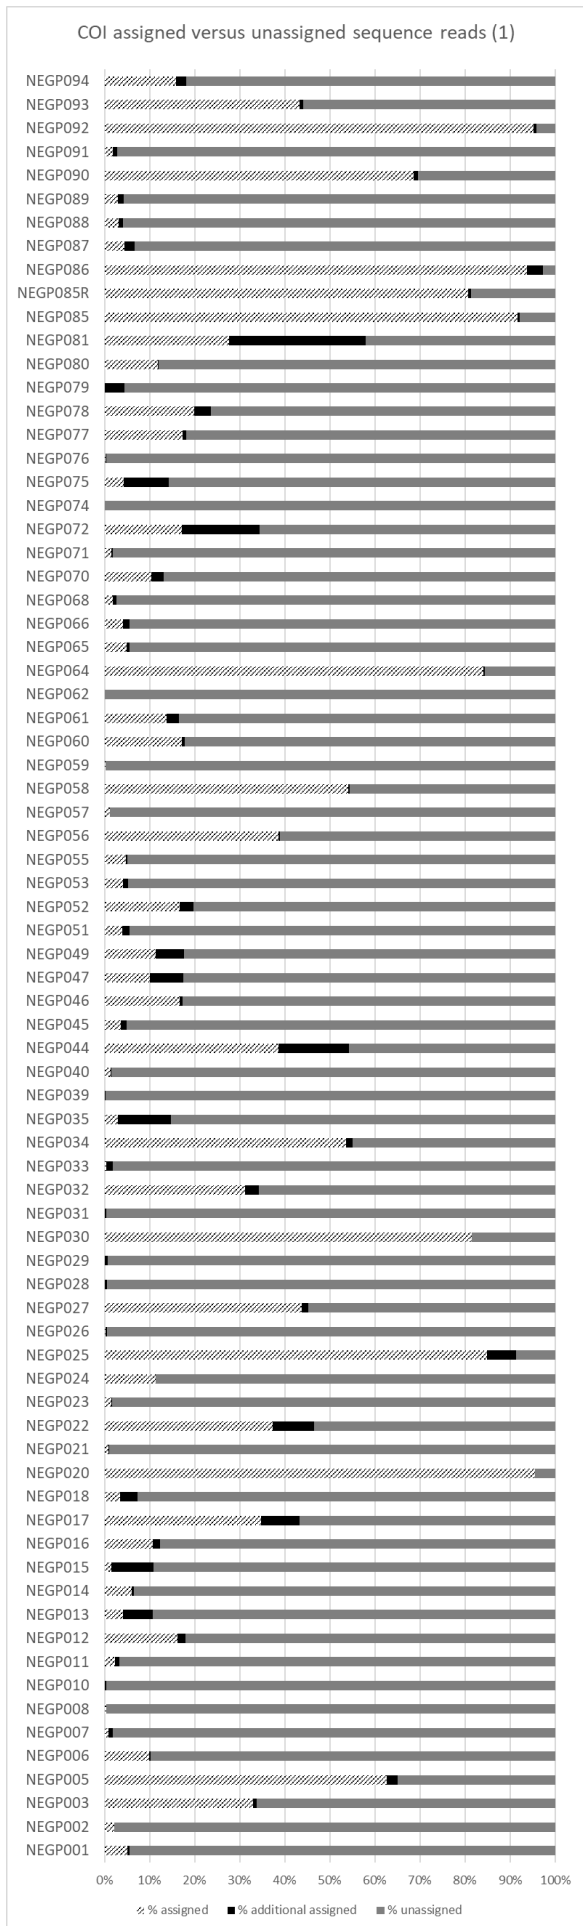 COI assigned versus unassigned sequence reads (1)
NEGP094
NEGP093
NEGP092
NEGP091
NEGP090
NEGP089
NEGP088
NEGP087
NEGP086
NEGP085R
NEGP085
NEGP081
NEGP080
NEGP079
NEGP078
NEGP077
NEGP076
NEGP075
NEGP074
NEGP072
NEGP071
NEGP070
NEGP068
NEGP066
NEGP065
NEGP064
NEGP062
NEGP061
NEGP060
NEGP059
NEGP058
NEGP057
NEGP056
NEGP055
NEGP053
NEGP052
NEGP051
NEGP049
NEGP047
NEGP046
NEGP045
NEGP044
NEGP040
NEGP039
NEGP035
NEGP034
NEGP033
NEGP032
NEGP031
NEGP030
NEGP029
NEGP028
NEGP027
NEGP026
NEGP025
NEGP024
NEGP023
NEGP022
NEGP021
NEGP020
NEGP018
NEGP017
NEGP016
NEGP015
NEGP014
NEGP013
NEGP012
NEGP011
NEGP010
NEGP008
NEGP007
NEGP006
NEGP005
NEGP003
NEGP002
NEGP001
0% 10% 20% 30% 40% 50% 60% 70% 80% 90% 100%
% assigned % additional assigned % unassigned